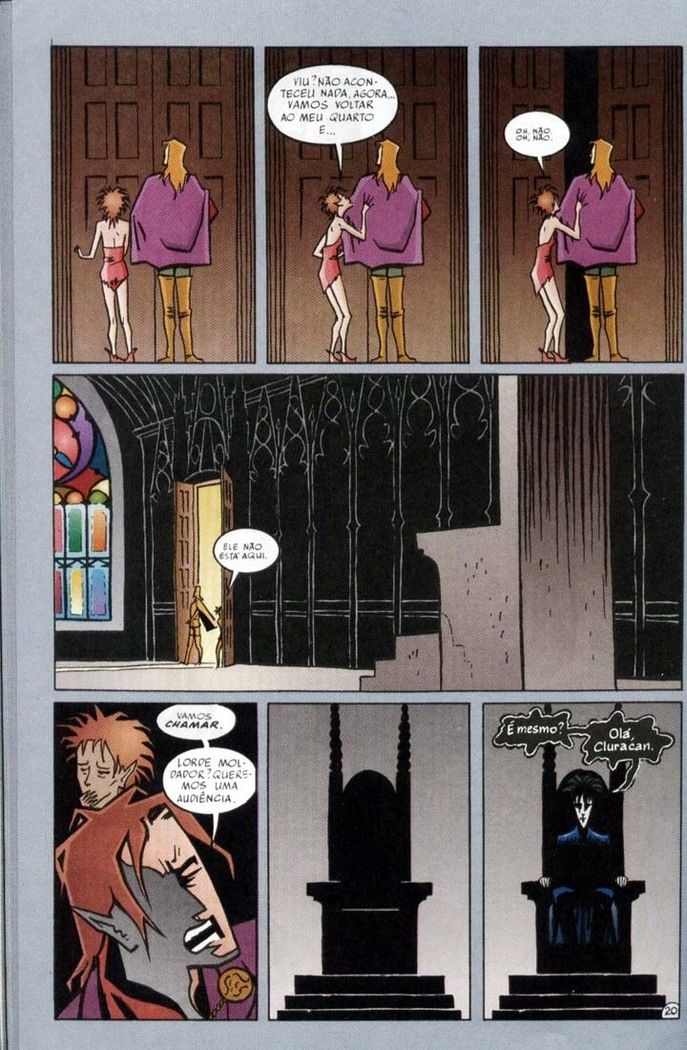 VIU? NÃO ACON-
TECEU NADA. AGORA...
VAMOS VOLTAR
AO MEU QUARTO
E...
OH, NÃO.
OH, NÃO.
ELE NÃO
ESTÁ AQUI.
VAMOS
CHAMAR.
LORDE MOL-
DADOR? QUERE-
MOS UMA
AUDIÊNCIA.
É mesmo?
Olá,
Cluracan.
20